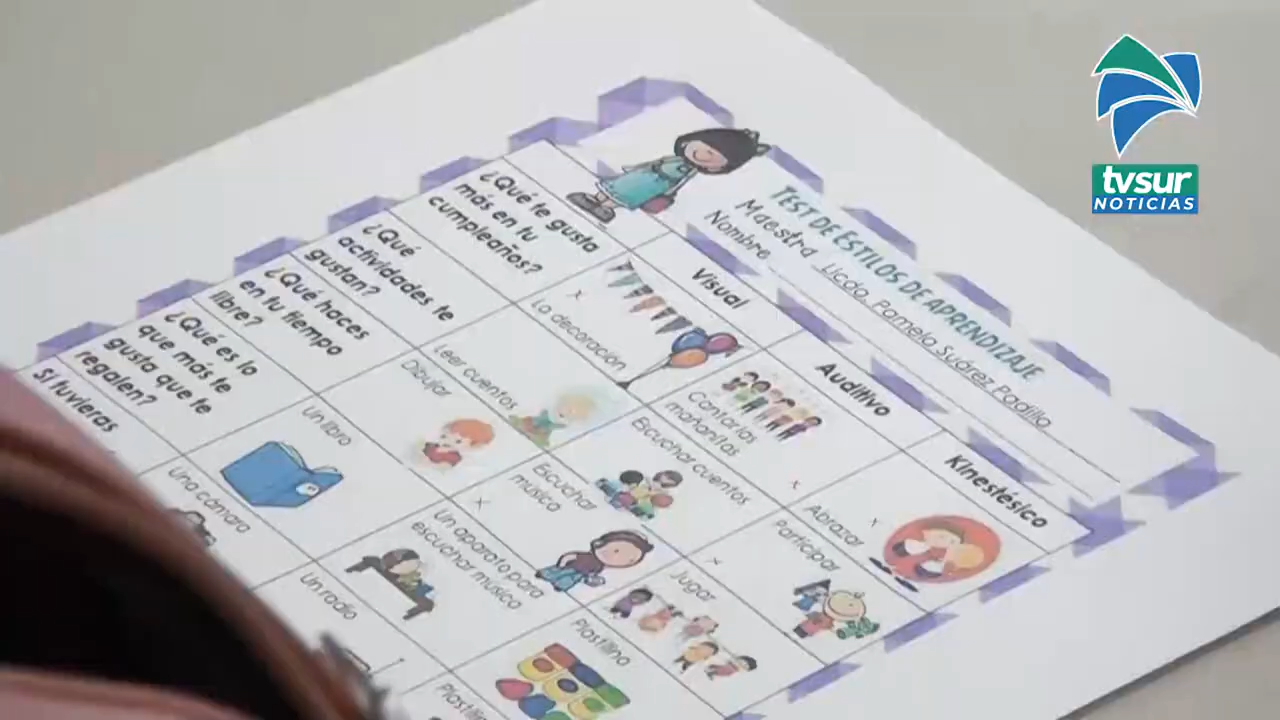 tvsur
NOTICIAS
TEST DE ESTILOS DE APRENDIZAJE
Maestra Licda. Pamela Suárez Padilla
Nombre
Visual
Auditivo
Kinestésico
¿Qué te gusta
más en tu
cumpleaños?
La decoración
Cantar las
mañanitas
Abrazar
¿Qué
actividades te
gustan?
Leer cuentos
Escuchar cuentos
Participar
¿Qué haces
en tu tiempo
libre?
Dibujar
Escuchar
música
Jugar
¿Qué es lo
que más te
gusta que te
regalen?
Un libro
Un aparato para
escuchar música
Plastilina
Si tuvieras
Una cámara
Un radio